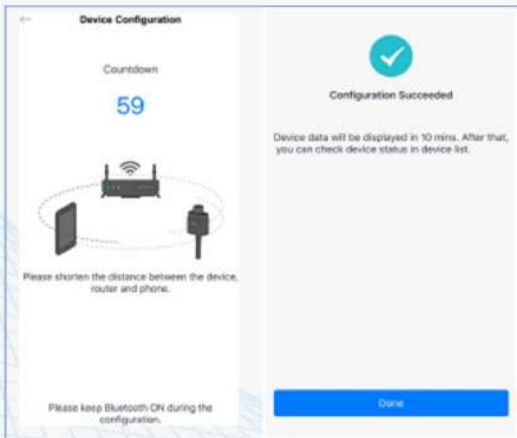 Device Configuration
Countdown
59
Please shorten the distance between the device,
router and phone.
Please keep Bluetooth ON during the
configuration.
Configuration Succeeded
Device data will be displayed in 10 mins. After that,
you can check device status in device list.
Done